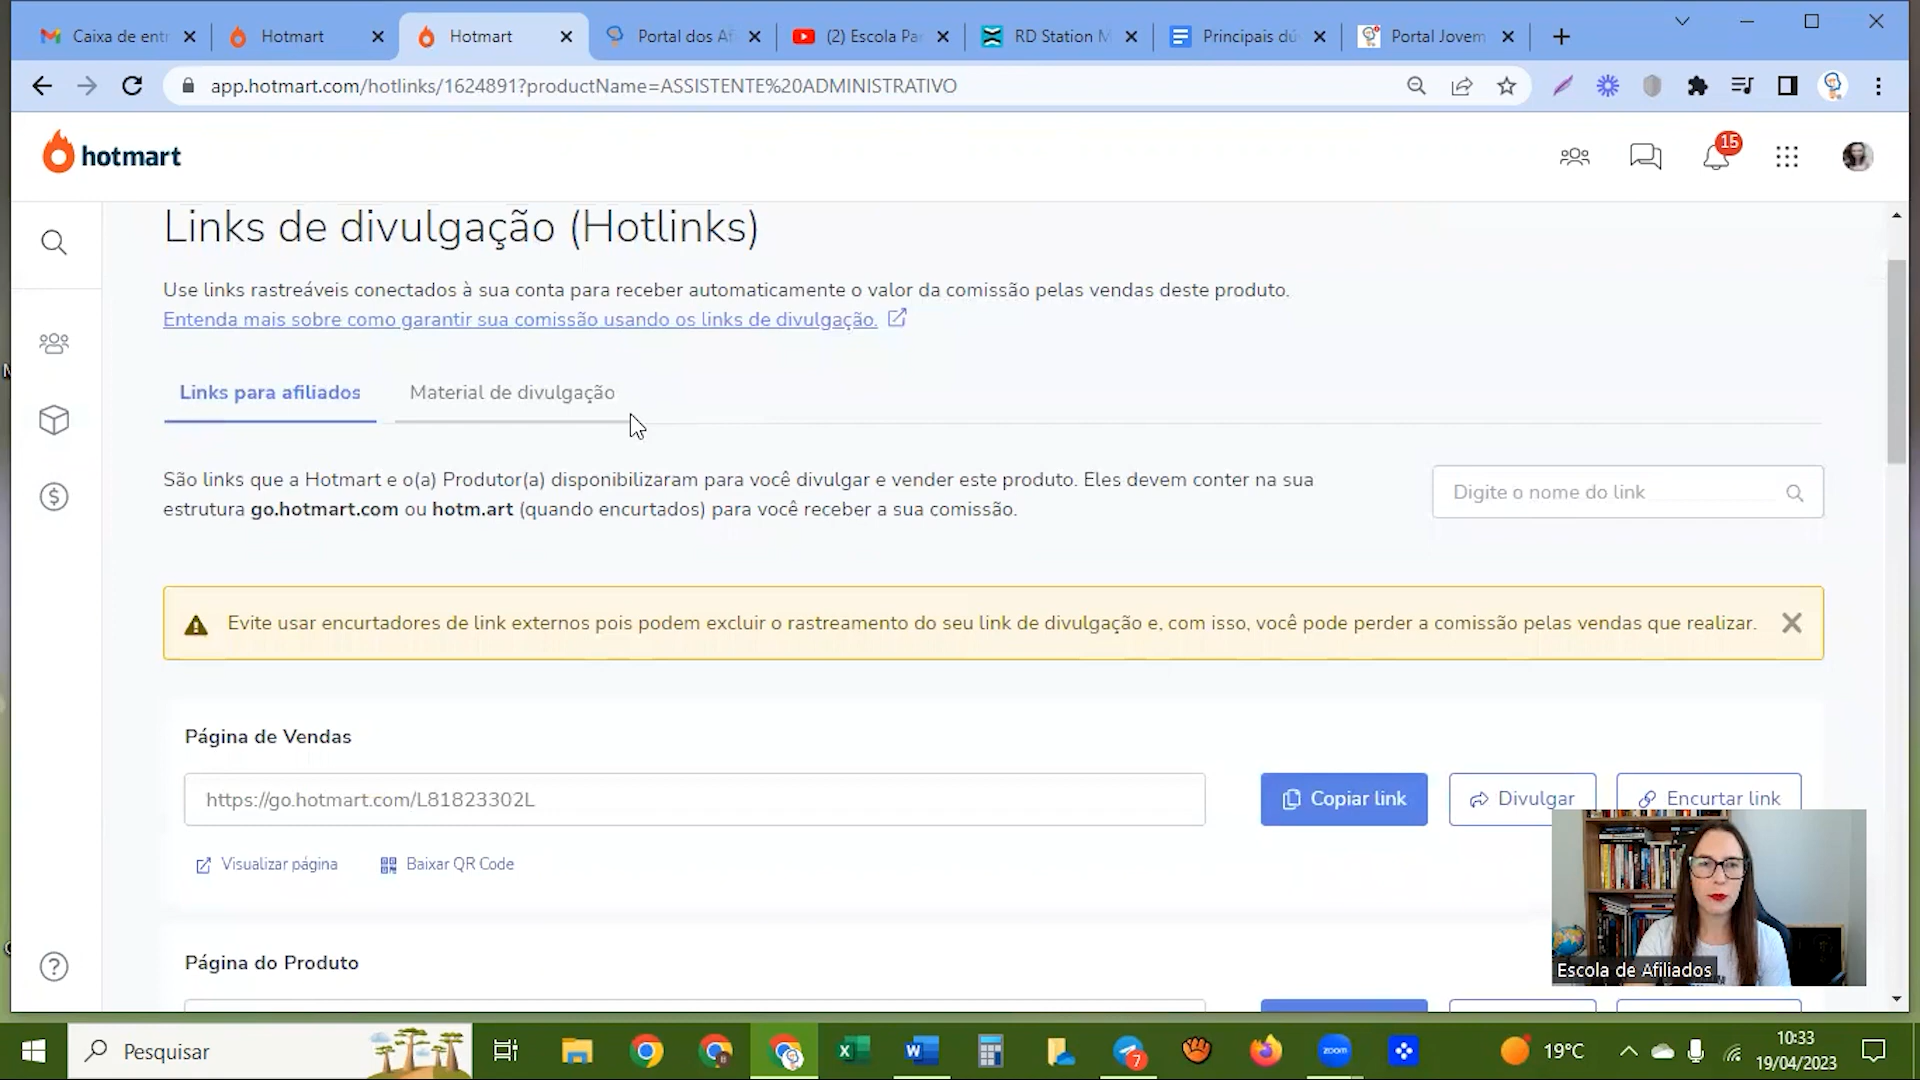 Caixa de entr
Hotmart
Hotmart
Portal dos Af
(2) Escola Par
RD Station M
Principais dú
Portal Jovem
app.hotmart.com/hotlinks/1624891?productName=ASSISTENTE%20ADMINISTRATIVO
hotmart
15
Links de divulgação (Hotlinks)
Use links rastreáveis conectados à sua conta para receber automaticamente o valor da comissão pelas vendas deste produto.
Entenda mais sobre como garantir sua comissão usando os links de divulgação.
Links para afiliados
Material de divulgação
São links que a Hotmart e o(a) Produtor(a) disponibilizaram para você divulgar e vender este produto. Eles devem conter na sua
estrutura go.hotmart.com ou hotm.art (quando encurtados) para você receber a sua comissão.
Digite o nome do link
Evite usar encurtadores de link externos pois podem excluir o rastreamento do seu link de divulgação e, com isso, você pode perder a comissão pelas vendas que realizar.
Página de Vendas
https://go.hotmart.com/L81823302L
Copiar link
Divulgar
Encurtar link
Visualizar página
Baixar QR Code
Página do Produto
Escola de Afiliados
Pesquisar
7
zoom
19°C
10:33
19/04/2023